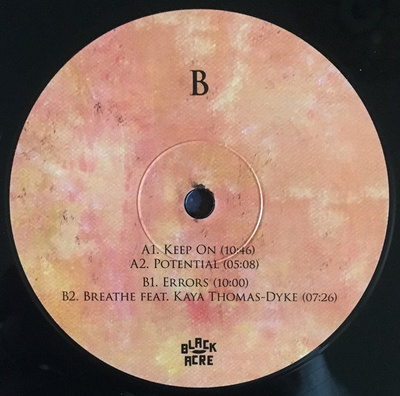 B
A1. Keep On (10:46)
A2. Potential (05:08)
B1. Errors (10:00)
B2. Breathe feat. Kaya Thomas-Dyke (07:26)
BLACK
ACRE